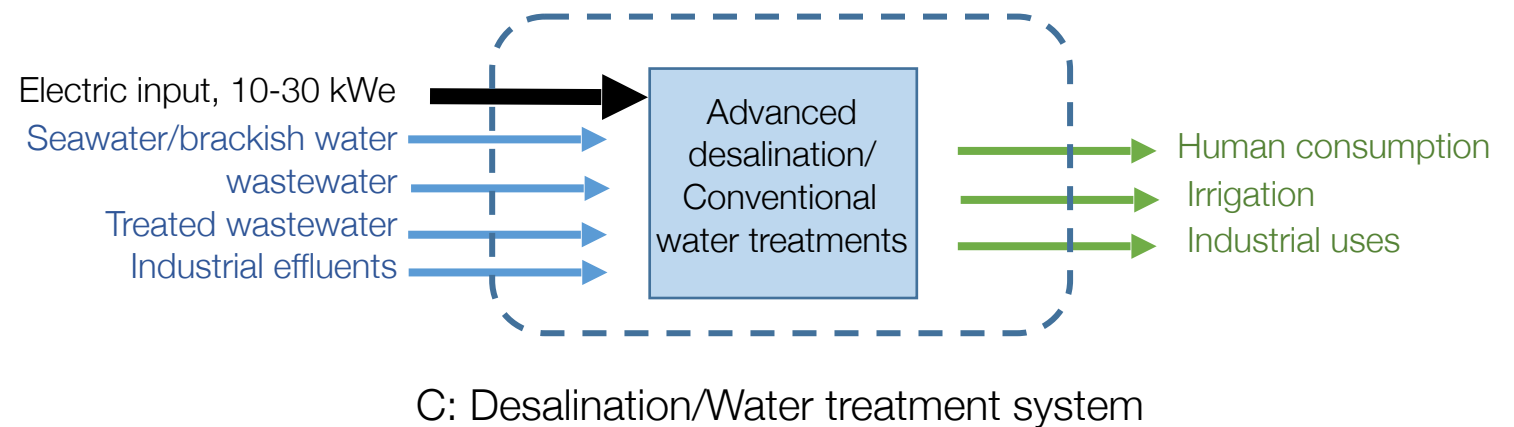 Electric input, 10-30 kWe
Seawater/brackish water
wastewater
Treated wastewater
Industrial effluents
Advanced
desalination/
Conventional
water treatments
Human consumption
Irrigation
Industrial uses
C: Desalination/Water treatment system